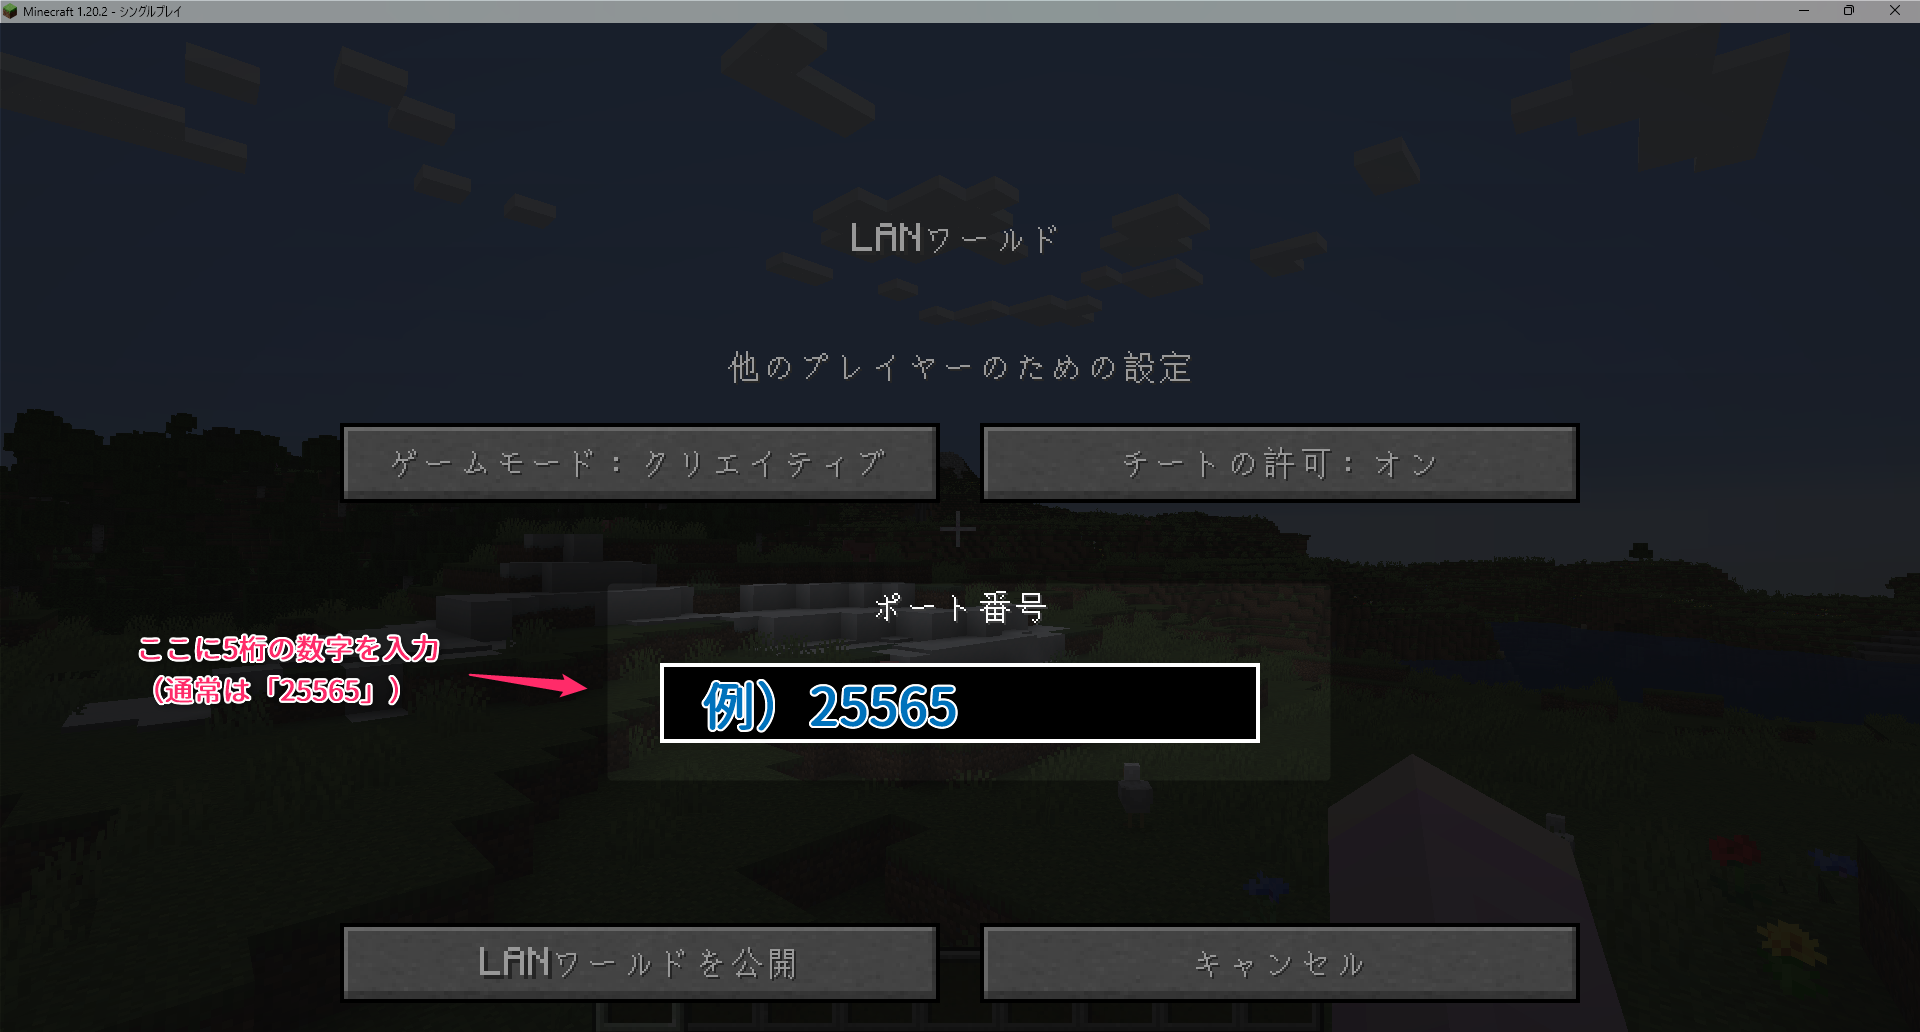 Minecraft 1.20.2 - シングルプレイ
LANワールド
他のプレイヤーのための設定
ゲームモード：クリエイティブ
チートの許可：オン
ポート番号
ここに5桁の数字を入力
（通常は「25565」）
例）25565
LANワールドを公開
キャンセル